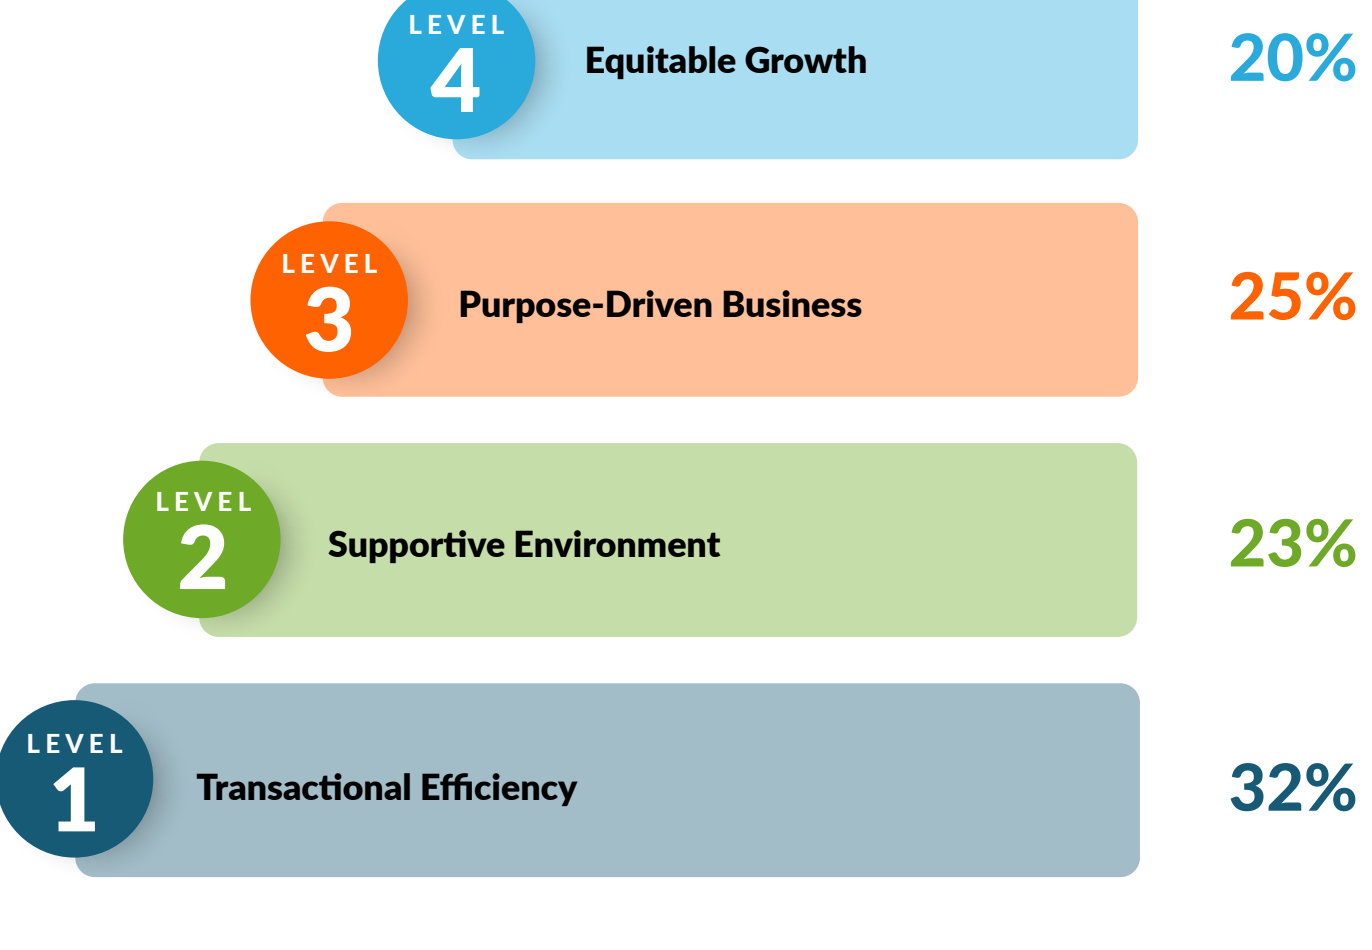 LEVEL
4
Equitable Growth
20%
LEVEL
3
Purpose-Driven Business
25%
LEVEL
2
Supportive Environment
23%
LEVEL
1
Transactional Efficiency
32%